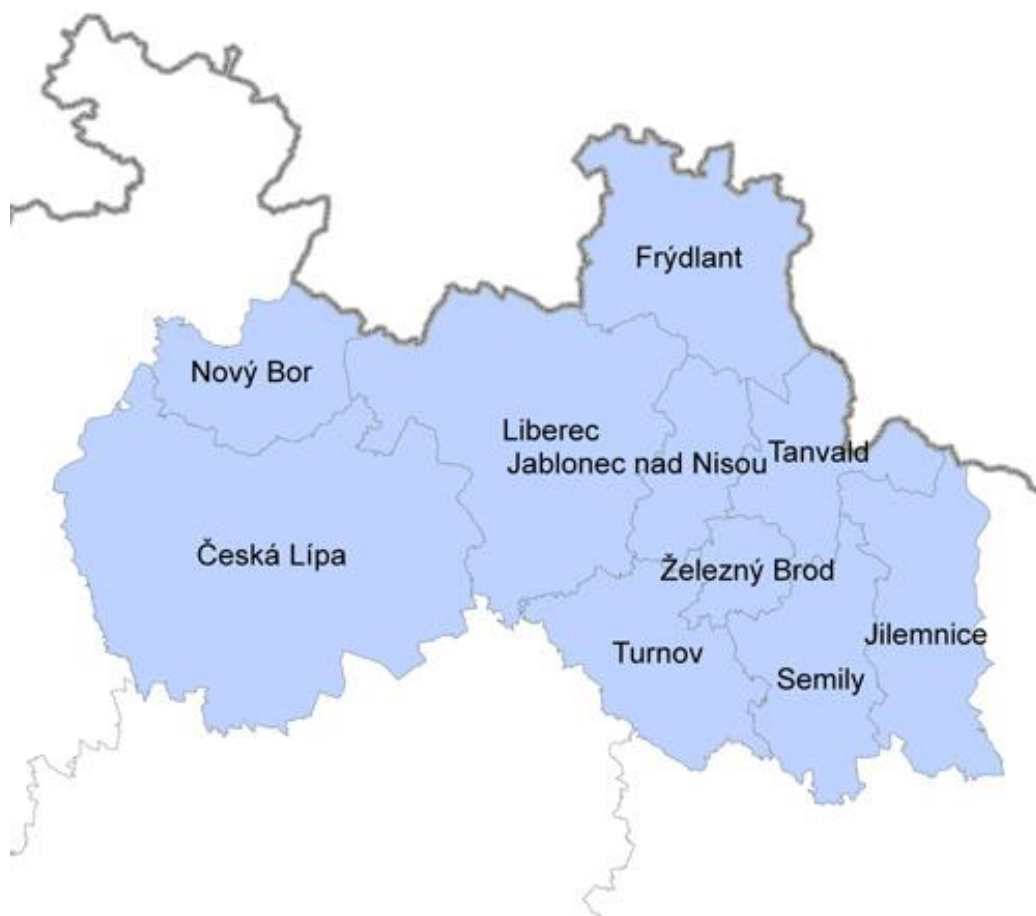 Frýdlant
Nový Bor
Liberec
Jablonec nad Nisou
Tanvald
Česká Lípa
Železný Brod
Jilemnice
Turnov
Semily